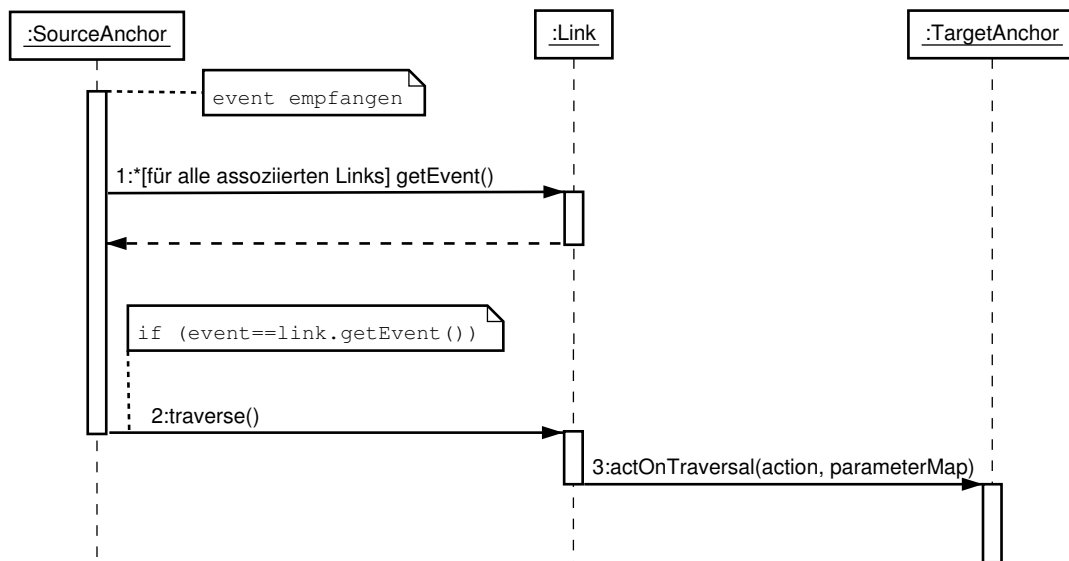 :SourceAnchor
:Link
:TargetAnchor
event empfangen
1:*[für alle assoziierten Links] getEvent()
if (event==link.getEvent())
2:traverse()
3:actOnTraversal(action, parameterMap)